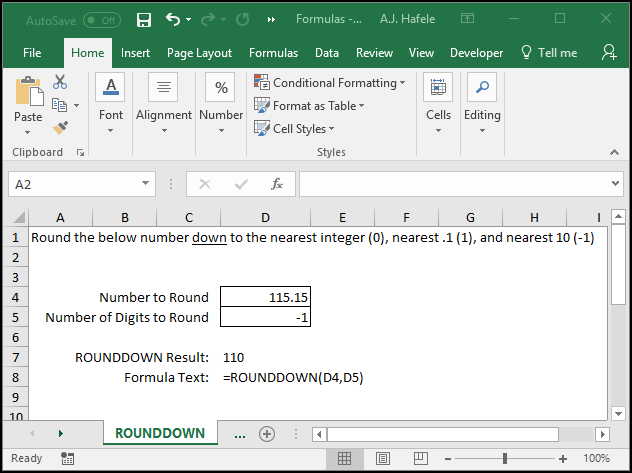 AutoSave Off Formulas -... A.J. Hafele
File Home Insert Page Layout Formulas Data Review View Developer Tell me
Paste
Clipboard
A
Font
Alignment
%
Number
Conditional Formatting
Format as Table
Cell Styles
Styles
Cells
Editing
A2 fx
A B C D E F G H I
1 Round the below number down to the nearest integer (0), nearest .1 (1), and nearest 10 (-1)
2
3
4 Number to Round 115.15
5 Number of Digits to Round -1
6
7 ROUNDDOWN Result: 110
8 Formula Text: =ROUNDDOWN(D4,D5)
9
10
ROUNDDOWN ...
Ready 100%